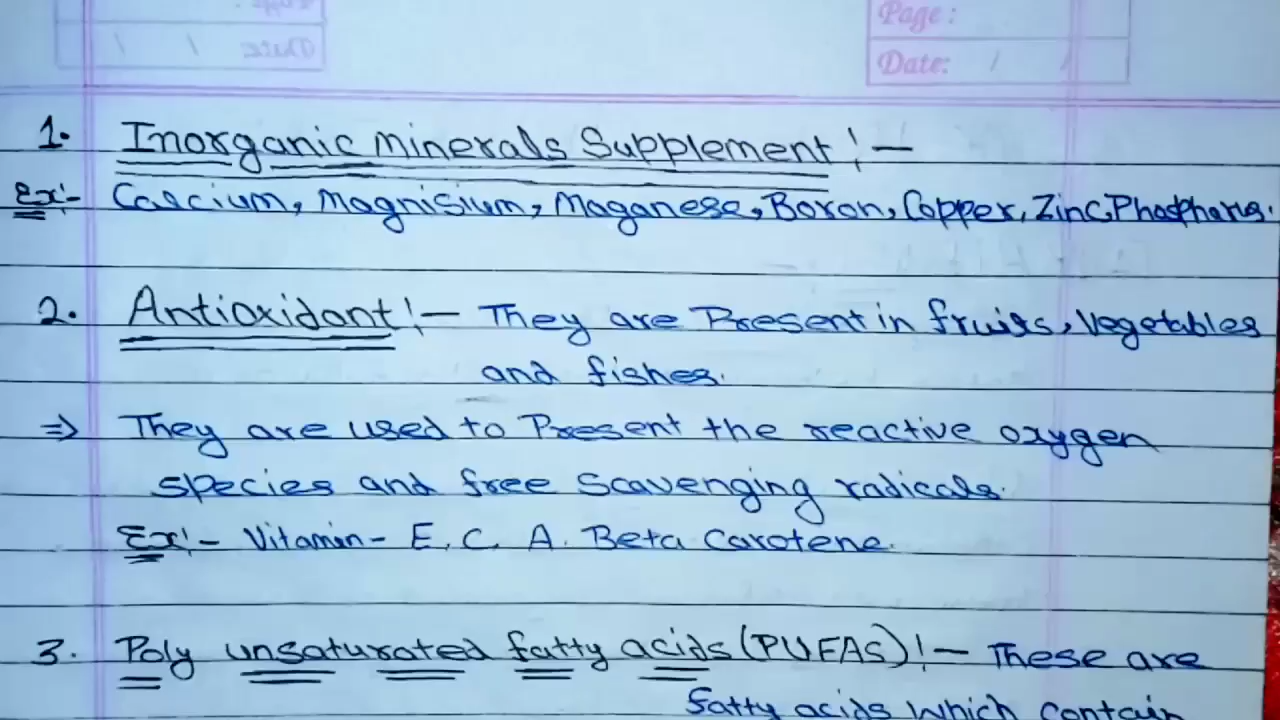 Page:
Date: / /
1. Inorganic minerals Supplement :-
Ex:- Calcium, Magnisium, Maganese, Boron, Copper, Zinc, Phosphorus.
2. Antioxidant :- They are Present in fruits, vegetables
and fishes.
⇒ They are used to Present the reactive oxygen
species and free scavenging radicals.
Ex:- Vitamin - E, C, A. Beta Carotene.
3. Poly unsaturated fatty acids (PUFAS) :- These are
fatty acids which contain